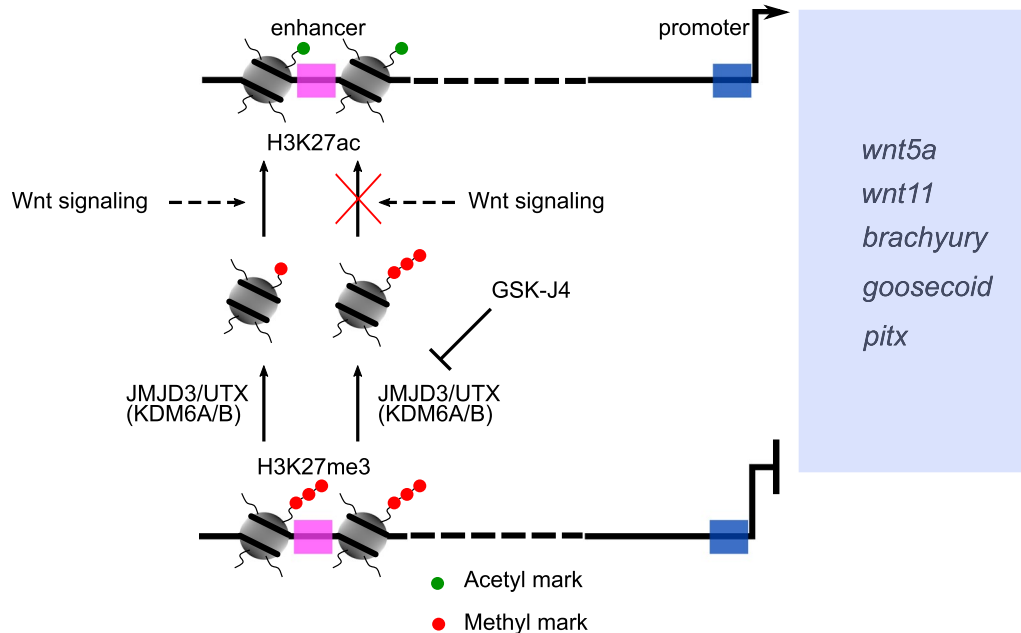 enhancer
promoter
H3K27ac
Wnt signaling
Wnt signaling
GSK-J4
JMJD3/UTX
(KDM6A/B)
JMJD3/UTX
(KDM6A/B)
H3K27me3
Acetyl mark
Methyl mark
wnt5a
wnt11
brachyury
goosecoid
pitx